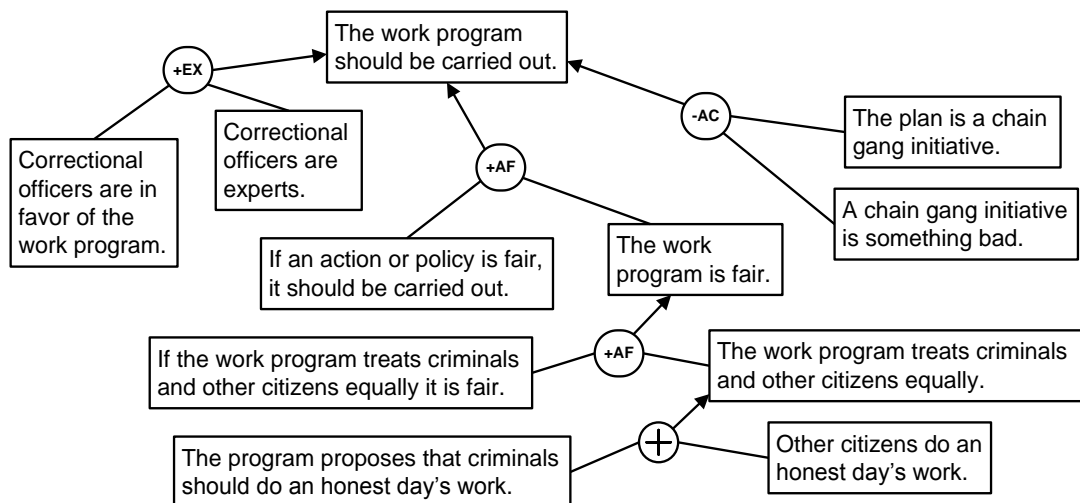 The work program
should be carried out.
+EX
-AC
The plan is a chain
gang initiative.
Correctional
officers are
experts.
Correctional
officers are in
favor of the
work program.
+AF
A chain gang initiative
is something bad.
If an action or policy is fair,
it should be carried out.
The work
program is fair.
If the work program treats criminals
and other citizens equally it is fair.
+AF
The work program treats criminals
and other citizens equally.
The program proposes that criminals
should do an honest day's work.
+
Other citizens do an
honest day's work.